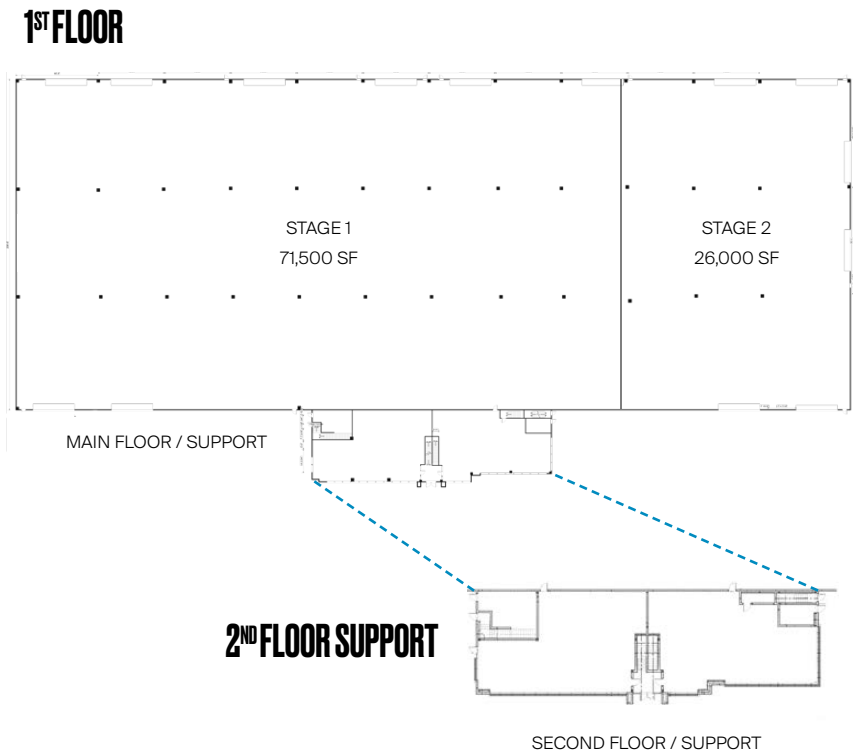 1ST FLOOR
STAGE 1
71,500 SF
STAGE 2
26,000 SF
MAIN FLOOR / SUPPORT
2ND FLOOR SUPPORT
SECOND FLOOR / SUPPORT